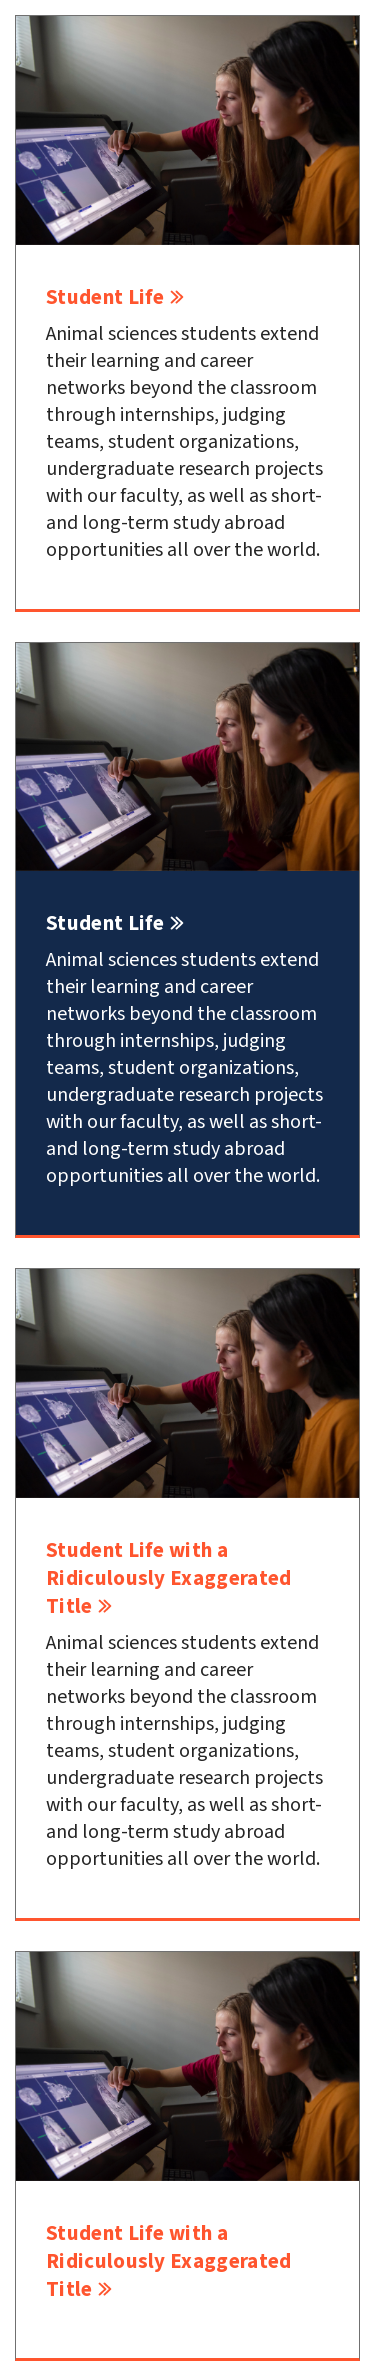 Student Life »
Animal sciences students extend
their learning and career
networks beyond the classroom
through internships, judging
teams, student organizations,
undergraduate research projects
with our faculty, as well as short-
and long-term study abroad
opportunities all over the world.
Student Life »
Animal sciences students extend
their learning and career
networks beyond the classroom
through internships, judging
teams, student organizations,
undergraduate research projects
with our faculty, as well as short-
and long-term study abroad
opportunities all over the world.
Student Life with a
Ridiculously Exaggerated
Title »
Animal sciences students extend
their learning and career
networks beyond the classroom
through internships, judging
teams, student organizations,
undergraduate research projects
with our faculty, as well as short-
and long-term study abroad
opportunities all over the world.
Student Life with a
Ridiculously Exaggerated
Title »